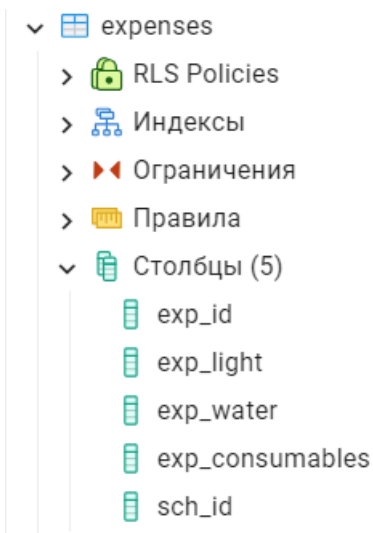 expenses
RLS Policies
Индексы
Ограничения
Правила
Столбцы (5)
exp_id
exp_light
exp_water
exp_consumables
sch_id